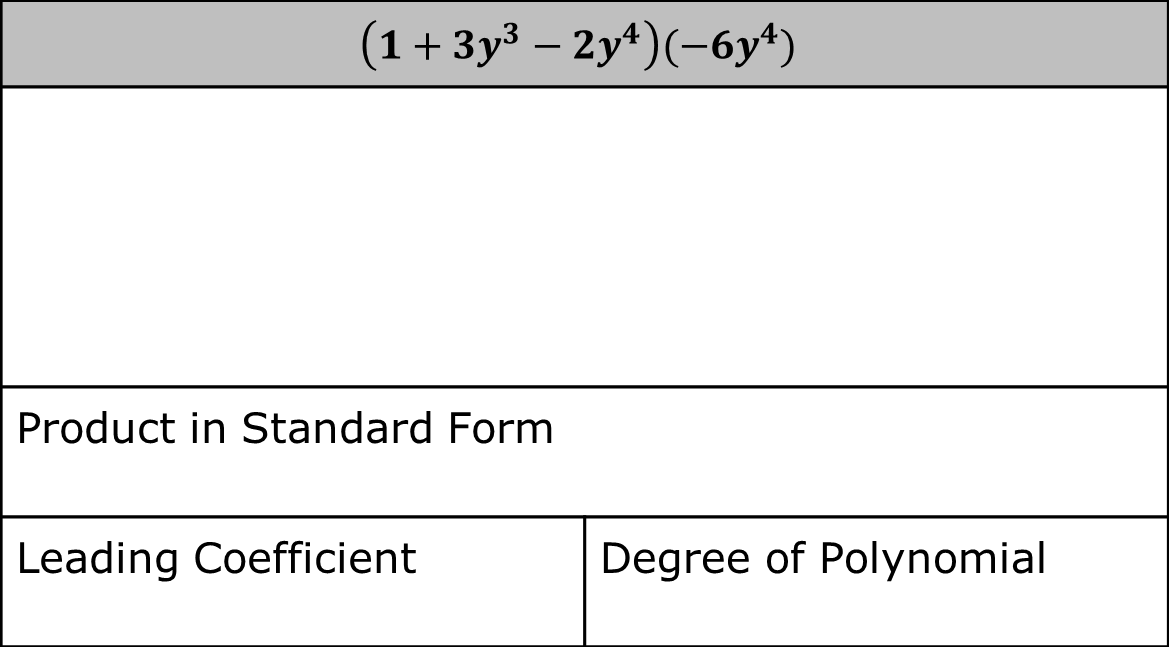 (1 + 3y³ − 2y⁴)(−6y⁴)
Product in Standard Form
Leading Coefficient
Degree of Polynomial